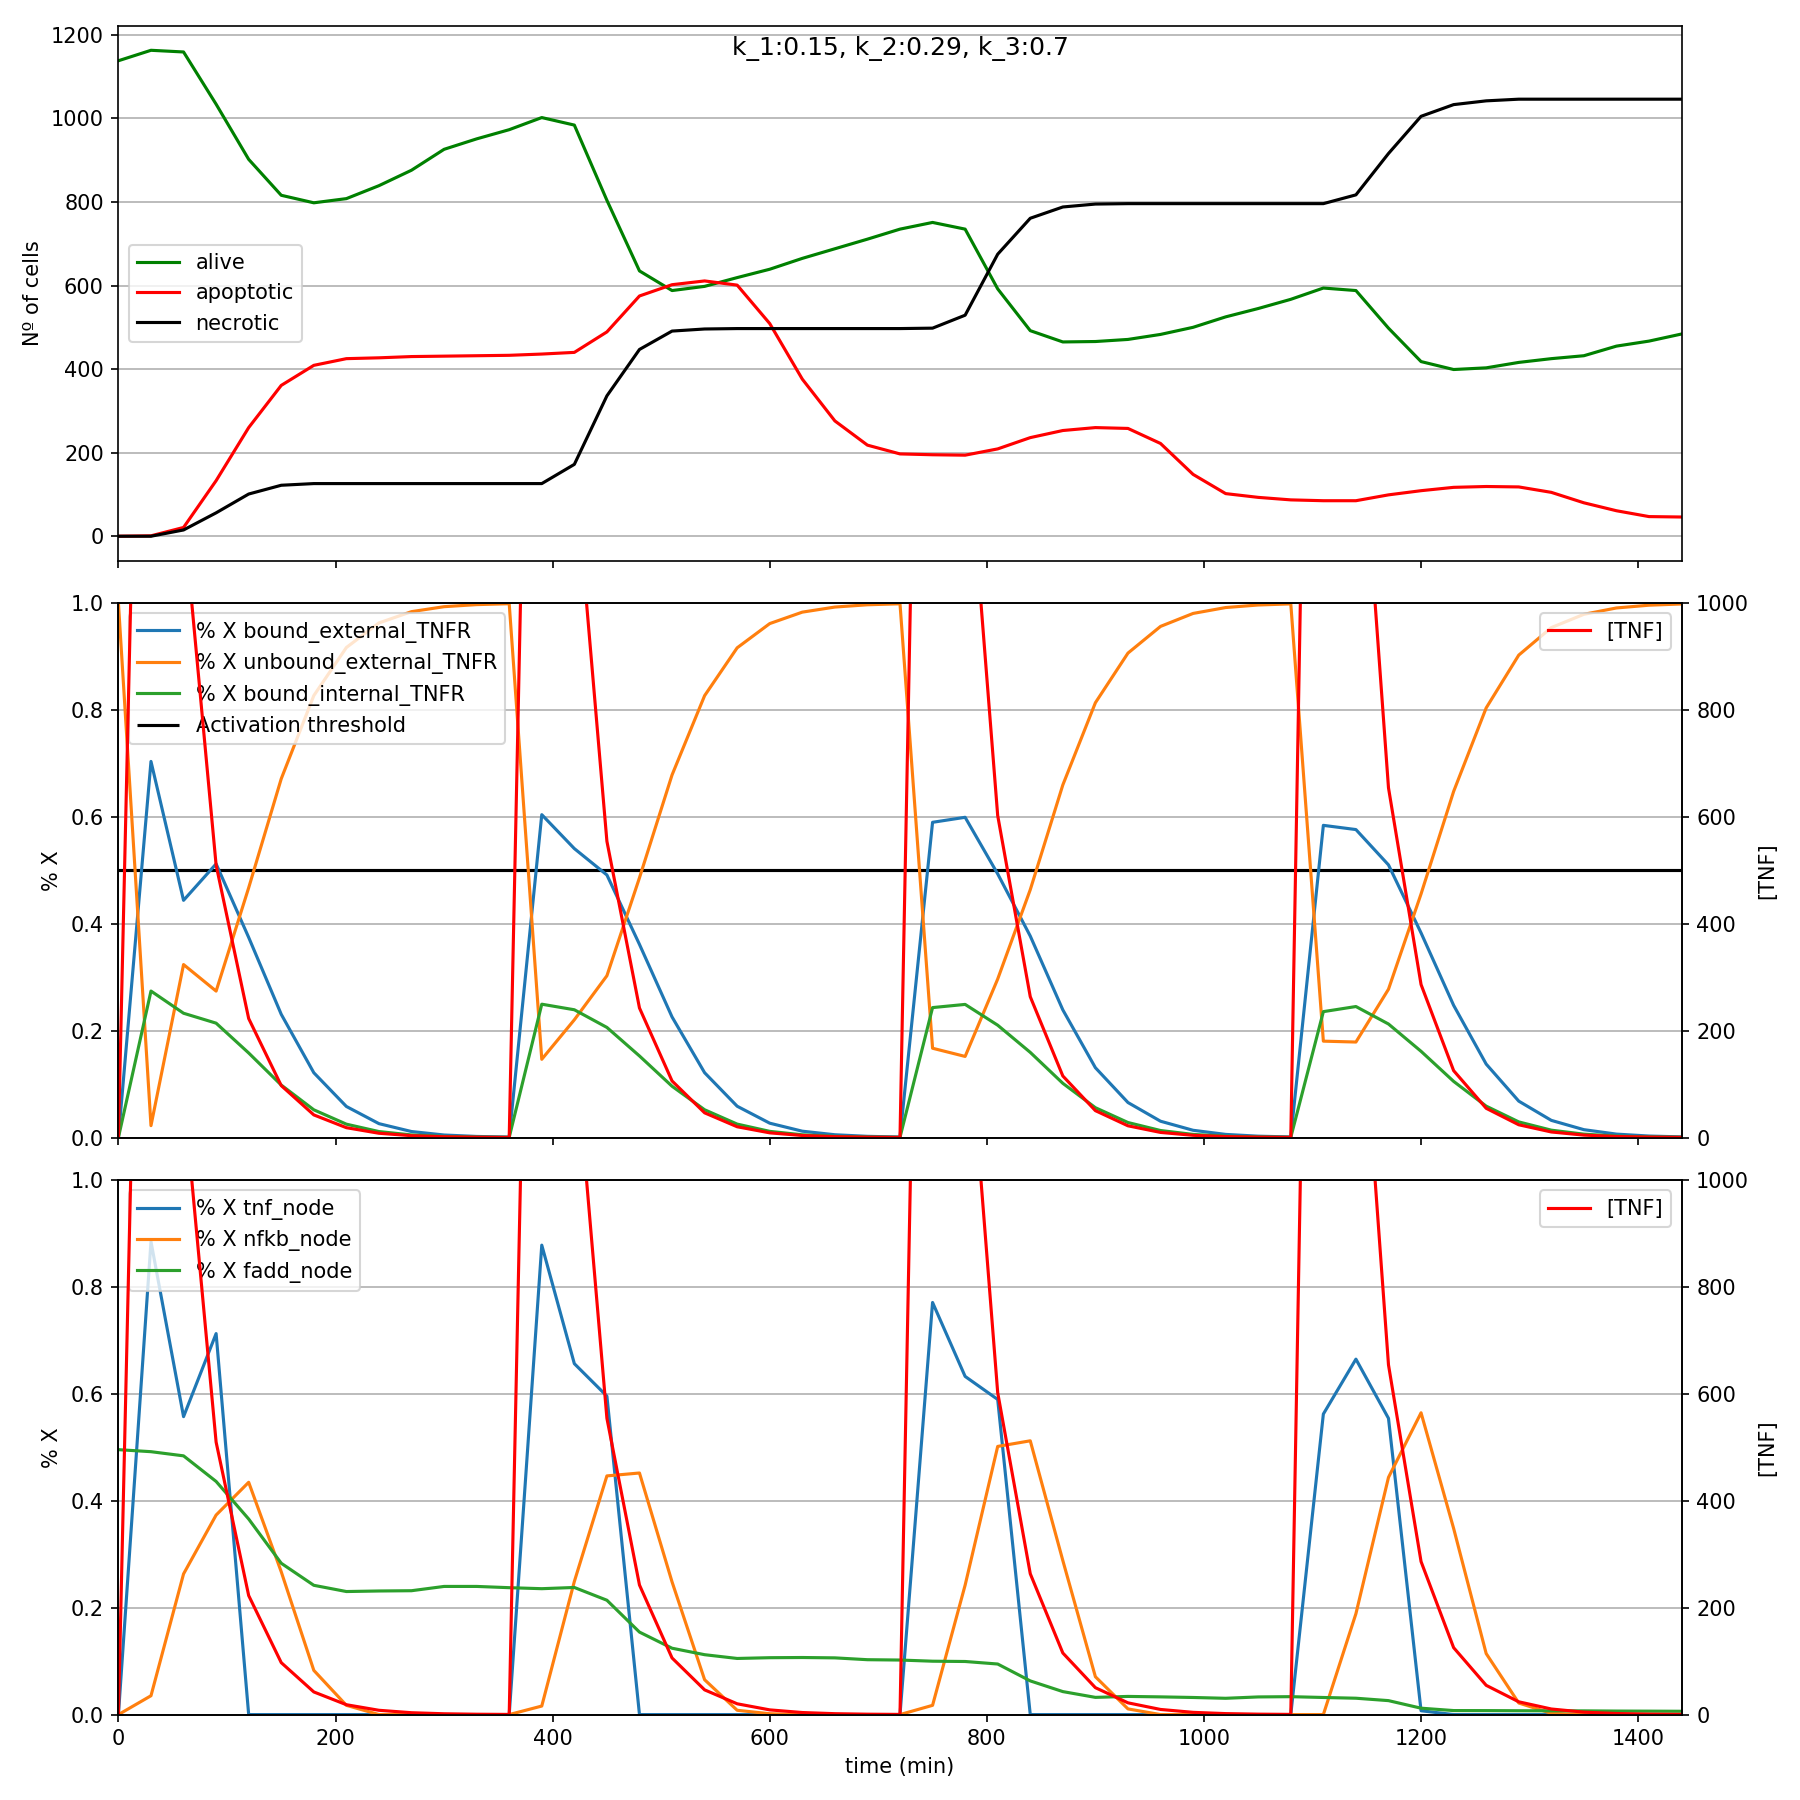 k_1:0.15, k_2:0.29, k_3:0.7
1200
1000
800
600
400
200
0
Nº of cells
alive
apoptotic
necrotic
1.0
0.8
0.6
0.4
0.2
0.0
% X
% X bound_external_TNFR
% X unbound_external_TNFR
% X bound_internal_TNFR
Activation threshold
[TNF]
1000
800
600
400
200
0
[TNF]
1.0
0.8
0.6
0.4
0.2
0.0
% X
% X tnf_node
% X nfkb_node
% X fadd_node
[TNF]
1000
800
600
400
200
0
[TNF]
0 200 400 600 800 1000 1200 1400
time (min)